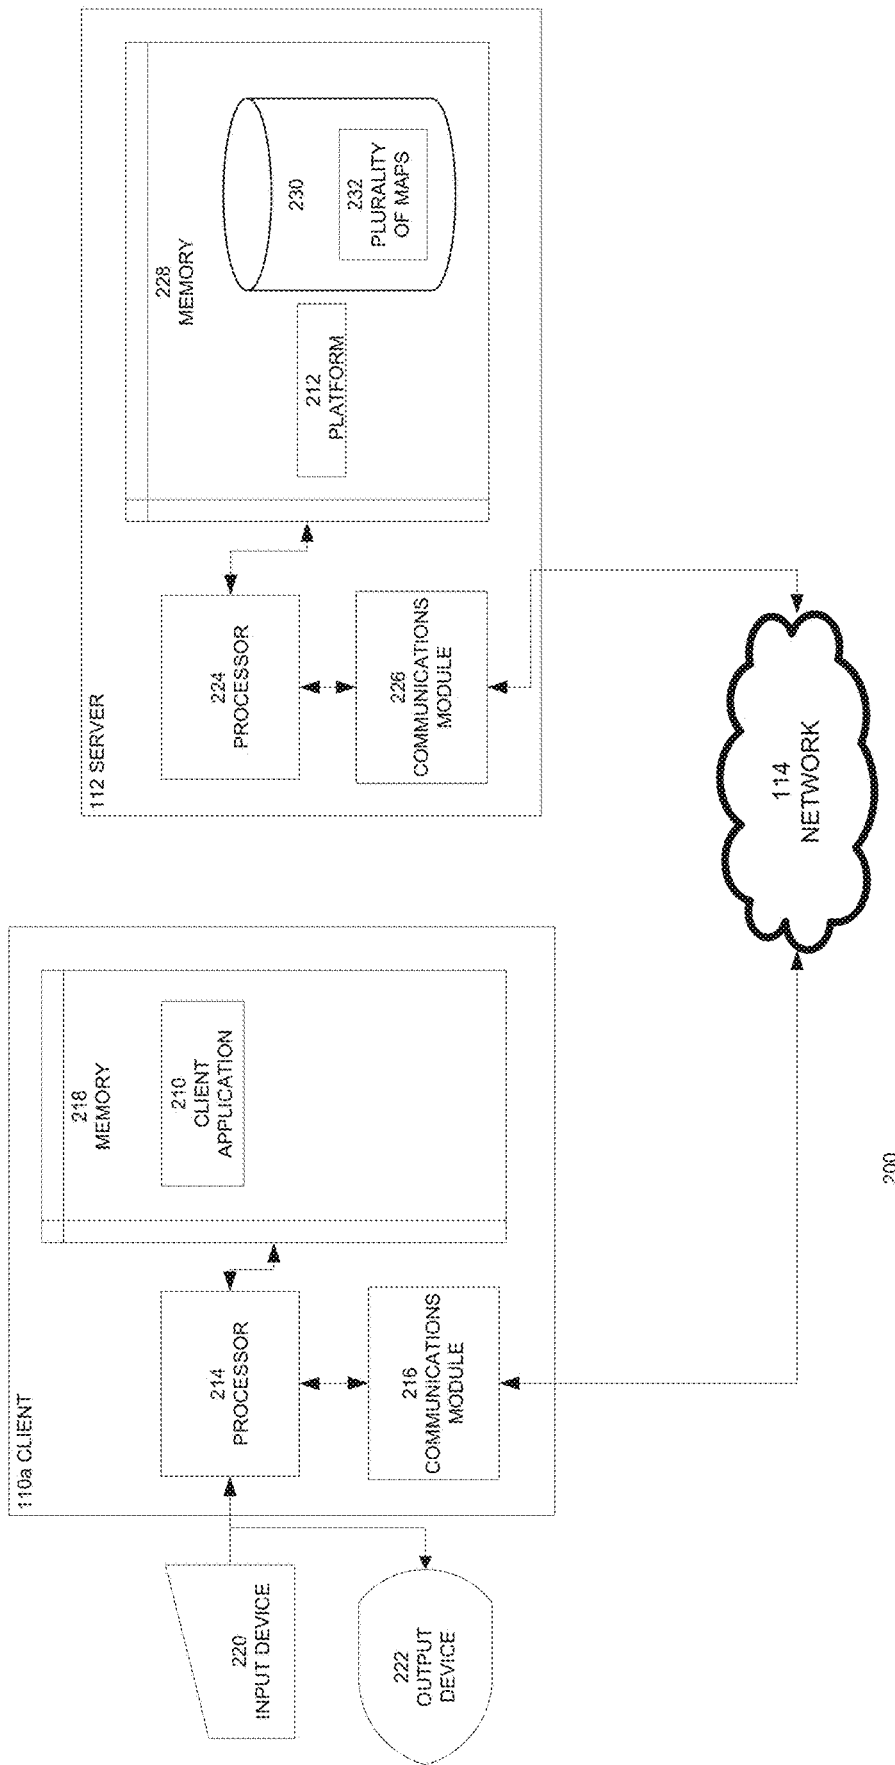 110a CLIENT
220
INPUT DEVICE
222
OUTPUT
DEVICE
214
PROCESSOR
216
COMMUNICATIONS
MODULE
218
MEMORY
210
CLIENT
APPLICATION
112 SERVER
224
PROCESSOR
226
COMMUNICATIONS
MODULE
228
MEMORY
212
PLATFORM
230
232
PLURALITY
OF MAPS
114
NETWORK
200